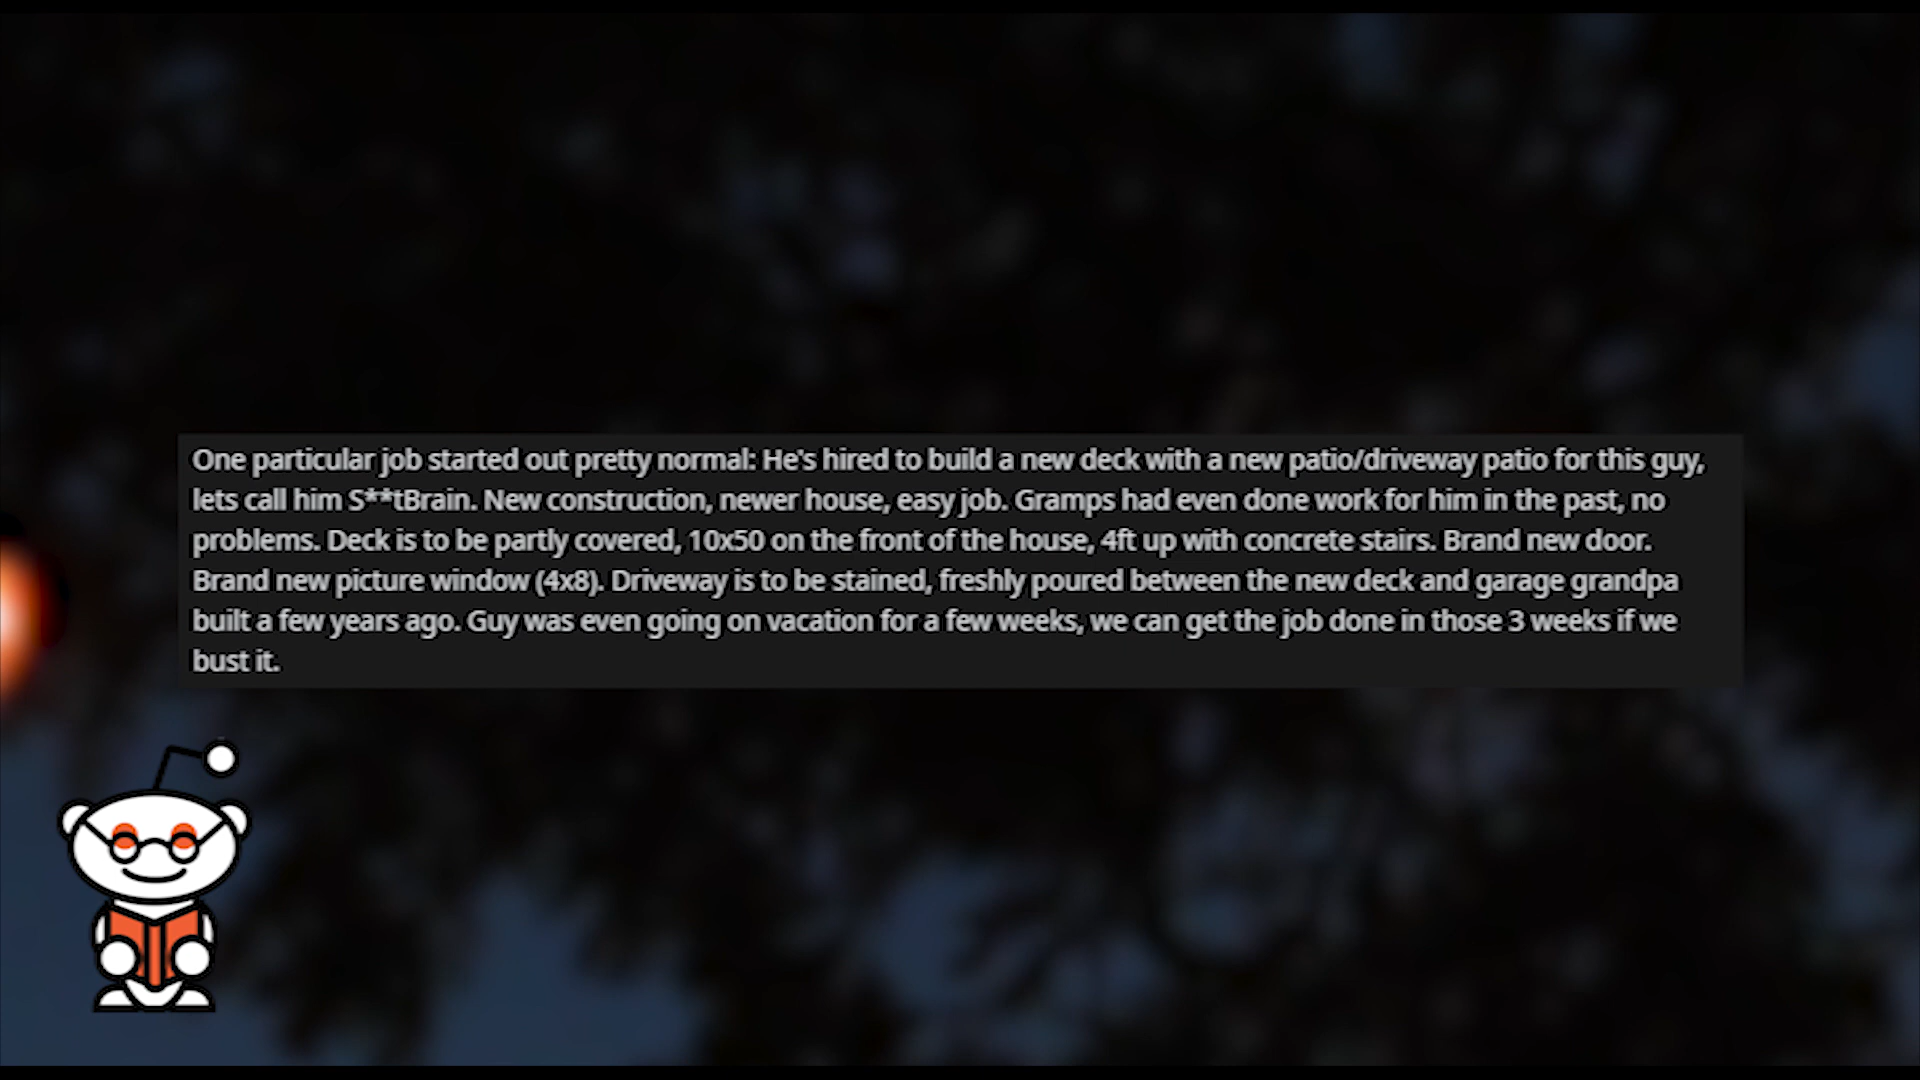 One particular job started out pretty normal: He's hired to build a new deck with a new patio/driveway patio for this guy,
lets call him S**tBrain. New construction, newer house, easy job. Gramps had even done work for him in the past, no
problems. Deck is to be partly covered, 10x50 on the front of the house, 4ft up with concrete stairs. Brand new door.
Brand new picture window (4x8). Driveway is to be stained, freshly poured between the new deck and garage grandpa
built a few years ago. Guy was even going on vacation for a few weeks, we can get the job done in those 3 weeks if we
bust it.